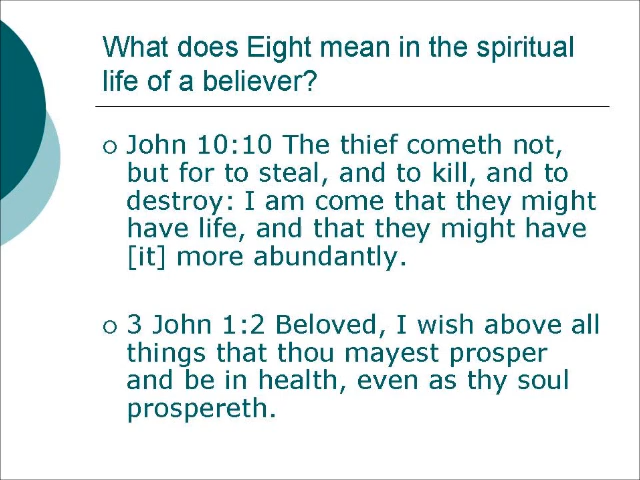 What does Eight mean in the spiritual
life of a believer?
John 10:10 The thief cometh not,
but for to steal, and to kill, and to
destroy: I am come that they might
have life, and that they might have
[it] more abundantly.
3 John 1:2 Beloved, I wish above all
things that thou mayest prosper
and be in health, even as thy soul
prospereth.